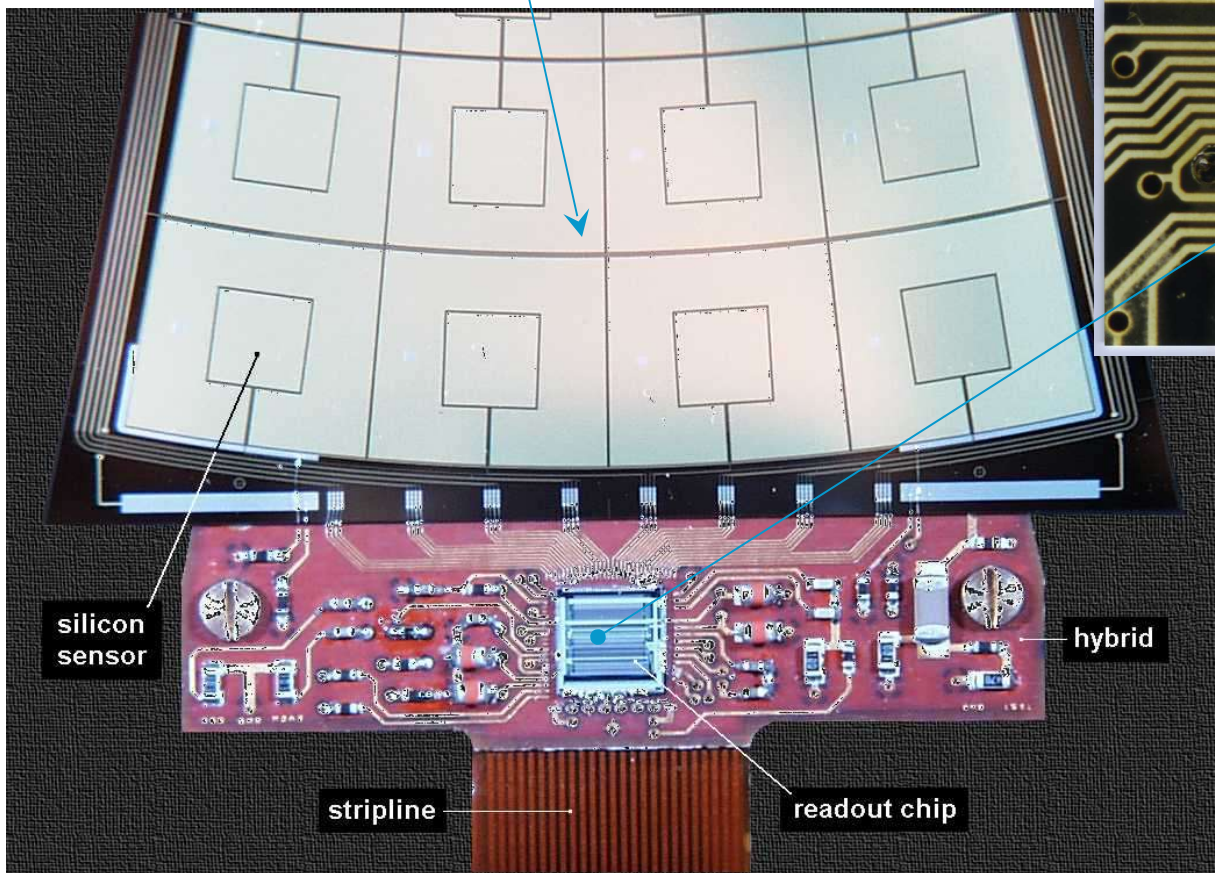 silicon
sensor
hybrid
stripline
readout chip